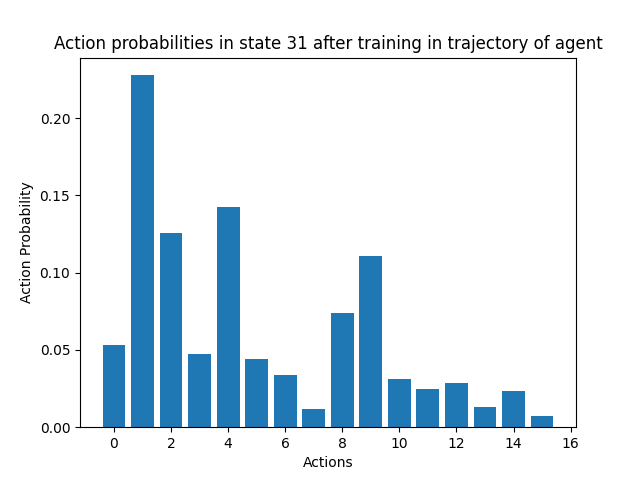 Action probabilities in state 31 after training in trajectory of agent
0.20
0.15
0.10
0.05
0.00
Action Probability
0 2 4 6 8 10 12 14 16
Actions